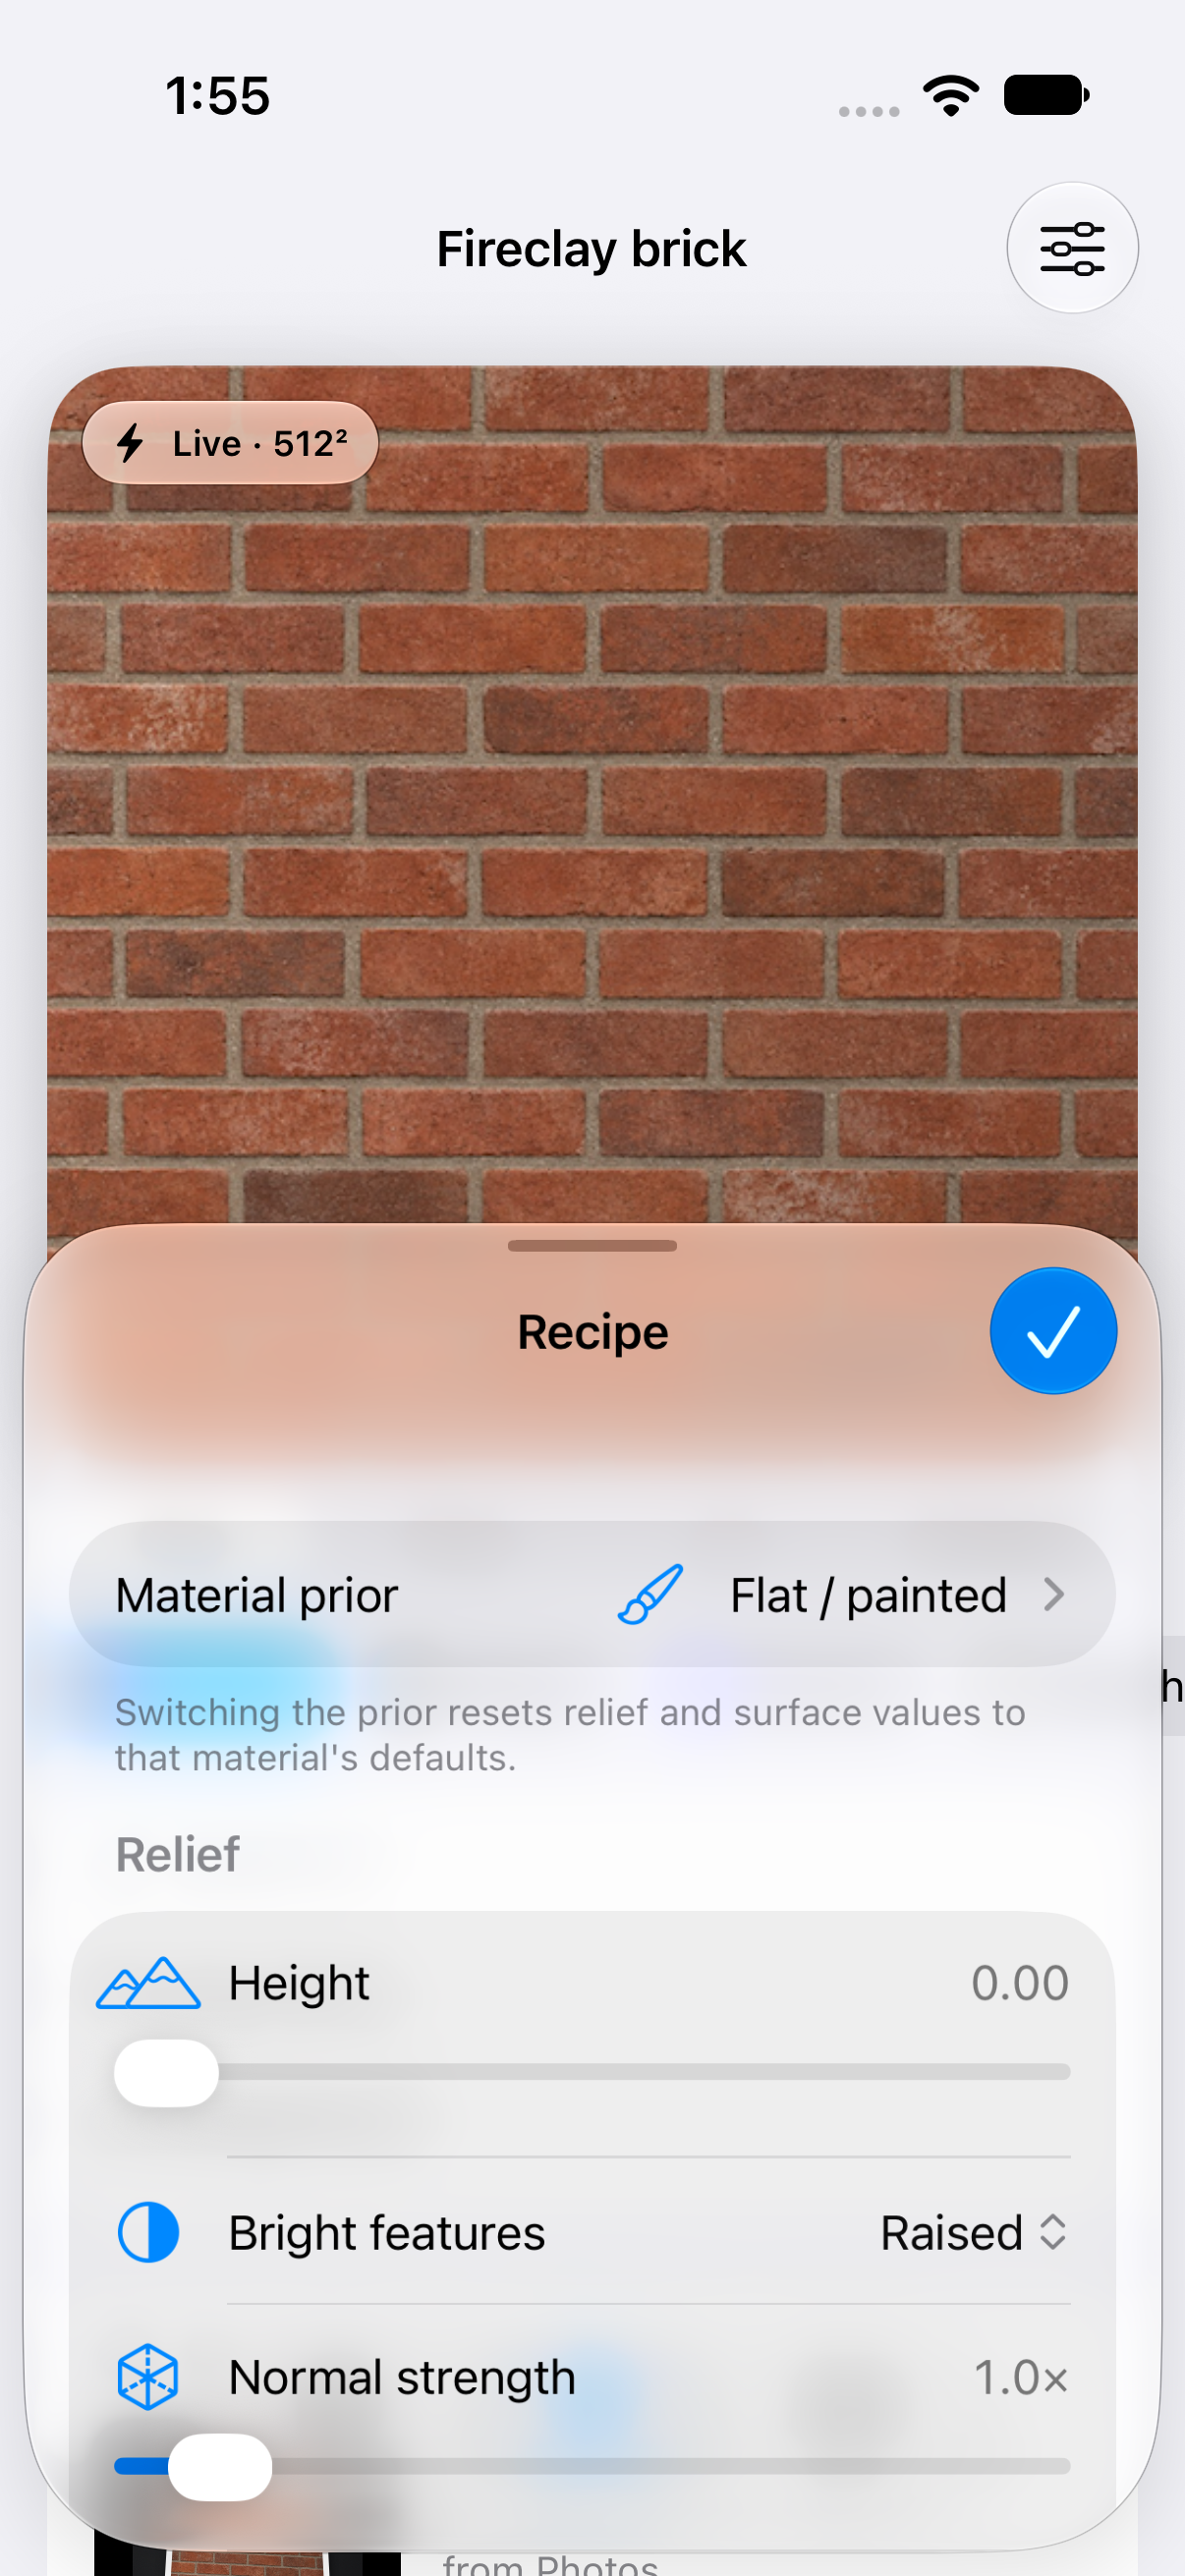 1:55
Fireclay brick
Live · 512²
Recipe
Material prior Flat / painted
Switching the prior resets relief and surface values to
that material's defaults.
Relief
Height 0.00
Bright features Raised
Normal strength 1.0×
from Photos